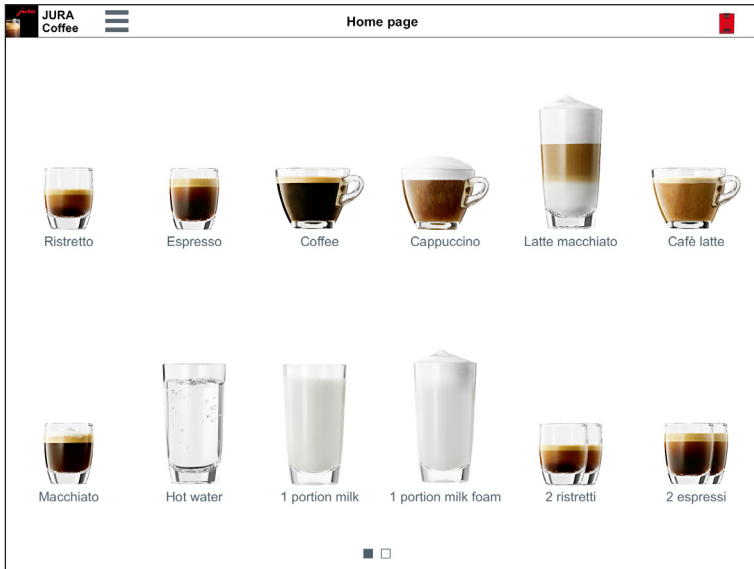 jura
JURA
Coffee
Home page
Ristretto
Espresso
Coffee
Cappuccino
Latte macchiato
Cafè latte
Macchiato
Hot water
1 portion milk
1 portion milk foam
2 ristretti
2 espressi